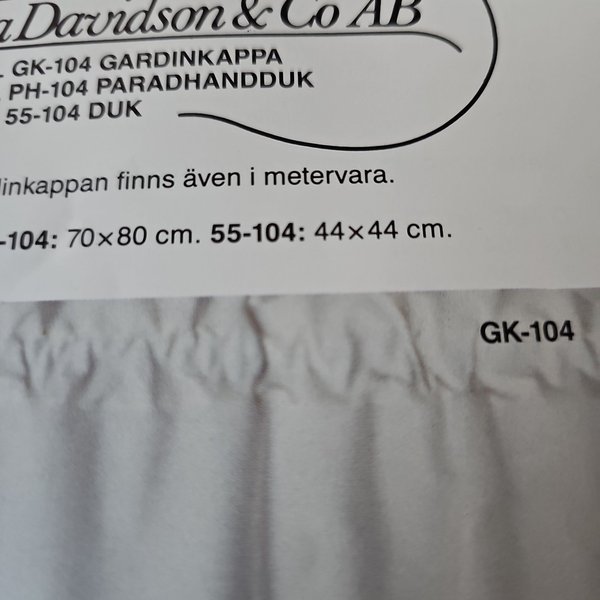 Davidson & Co AB
GK-104 GARDINKAPPA
PH-104 PARADHANDDUK
55-104 DUK
inkappan finns även i metervara.
-104: 70×80 cm. 55-104: 44×44 cm.
GK-104